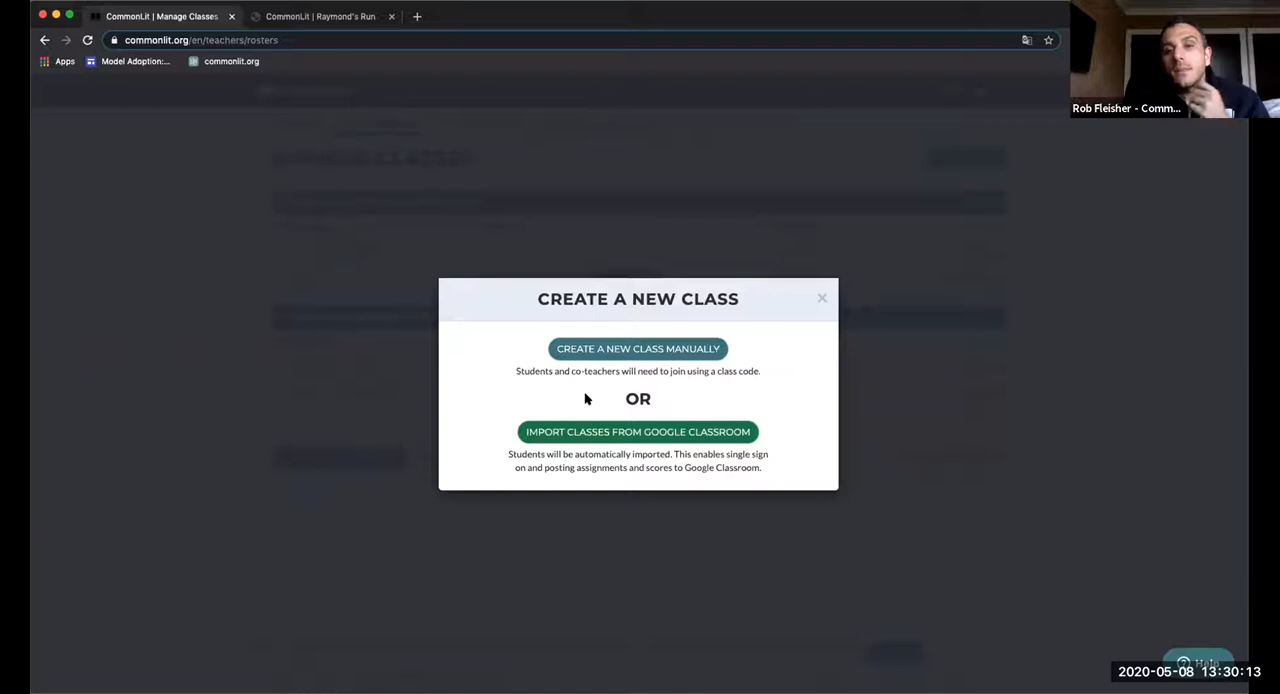 CommonLit | Manage Classes
CommonLit | Raymond's Run
commonlit.org/en/teachers/rosters
Apps
Model Adoption:...
commonlit.org
Rob Fleisher - Comm...
CREATE A NEW CLASS
CREATE A NEW CLASS MANUALLY
Students and co-teachers will need to join using a class code.
OR
IMPORT CLASSES FROM GOOGLE CLASSROOM
Students will be automatically imported. This enables single sign
on and posting assignments and scores to Google Classroom.
Help
2020-05-08 13:30:13